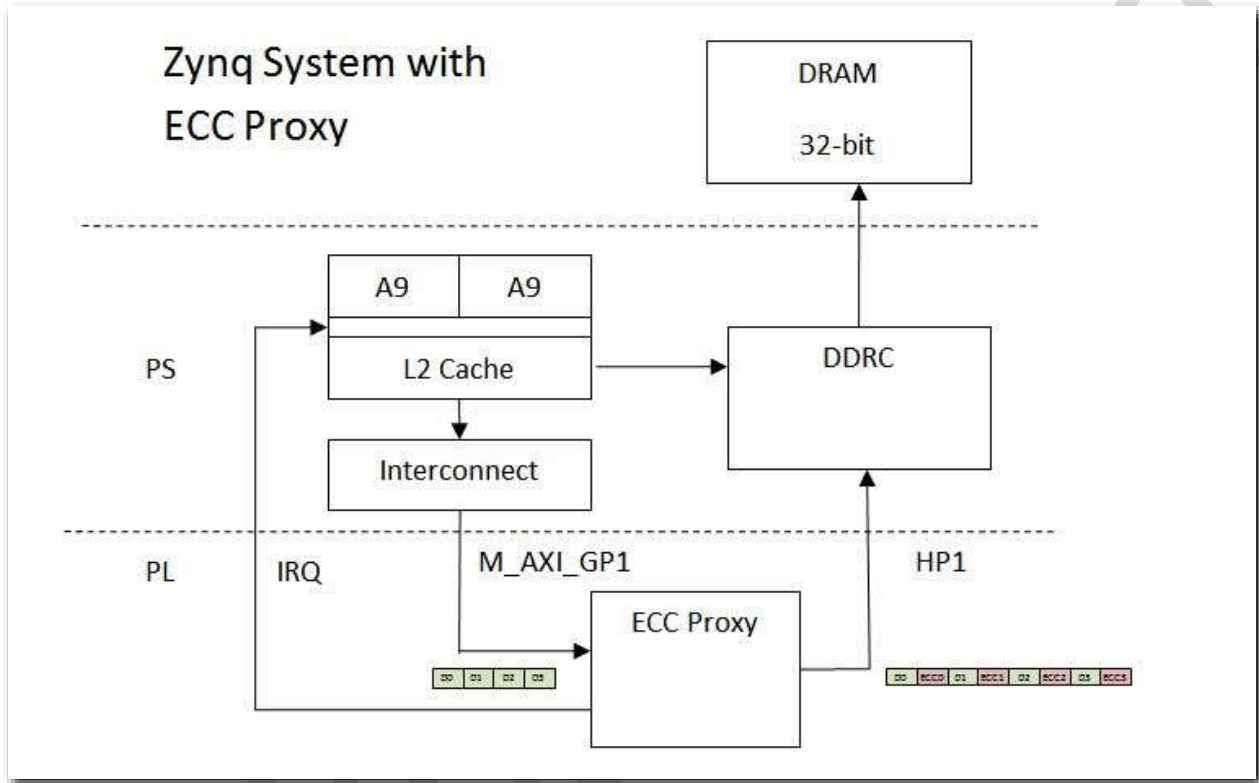 Zynq System with
ECC Proxy
DRAM
32-bit
A9 A9
PS
L2 Cache
DDRC
Interconnect
PL
IRQ
M_AXI_GP1
HP1
ECC Proxy
D0 D1 D2 D3
D0 ECC0 D1 ECC1 D2 ECC2 D3 ECC3